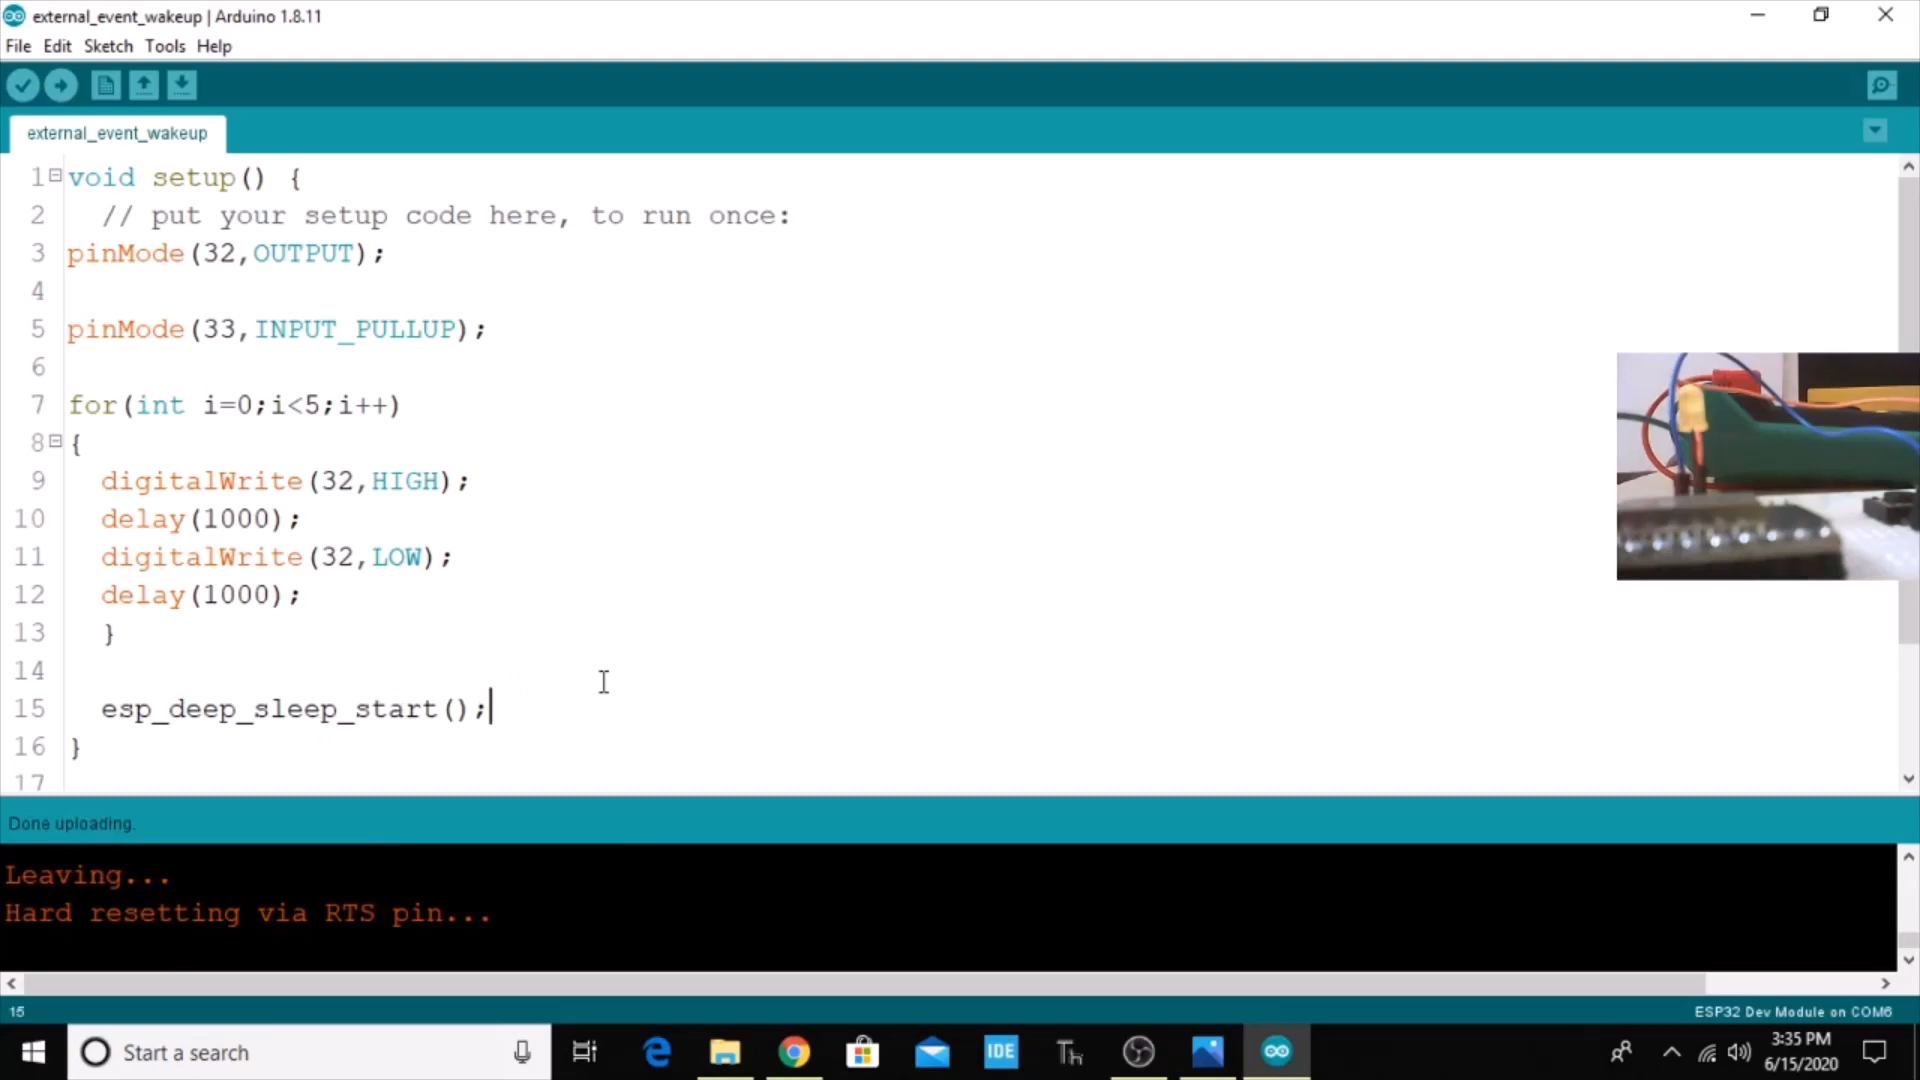 external_event_wakeup | Arduino 1.8.11
File Edit Sketch Tools Help
external_event_wakeup
1 void setup() {
2 // put your setup code here, to run once:
3 pinMode(32,OUTPUT);
4
5 pinMode(33,INPUT_PULLUP);
6
7 for(int i=0;i<5;i++)
8 {
9 digitalWrite(32,HIGH);
10 delay(1000);
11 digitalWrite(32,LOW);
12 delay(1000);
13 }
14
15 esp_deep_sleep_start();
16 }
17
Done uploading.
Leaving...
Hard resetting via RTS pin...
15
ESP32 Dev Module on COM6
Start a search
IDE
Th
3:35 PM
6/15/2020